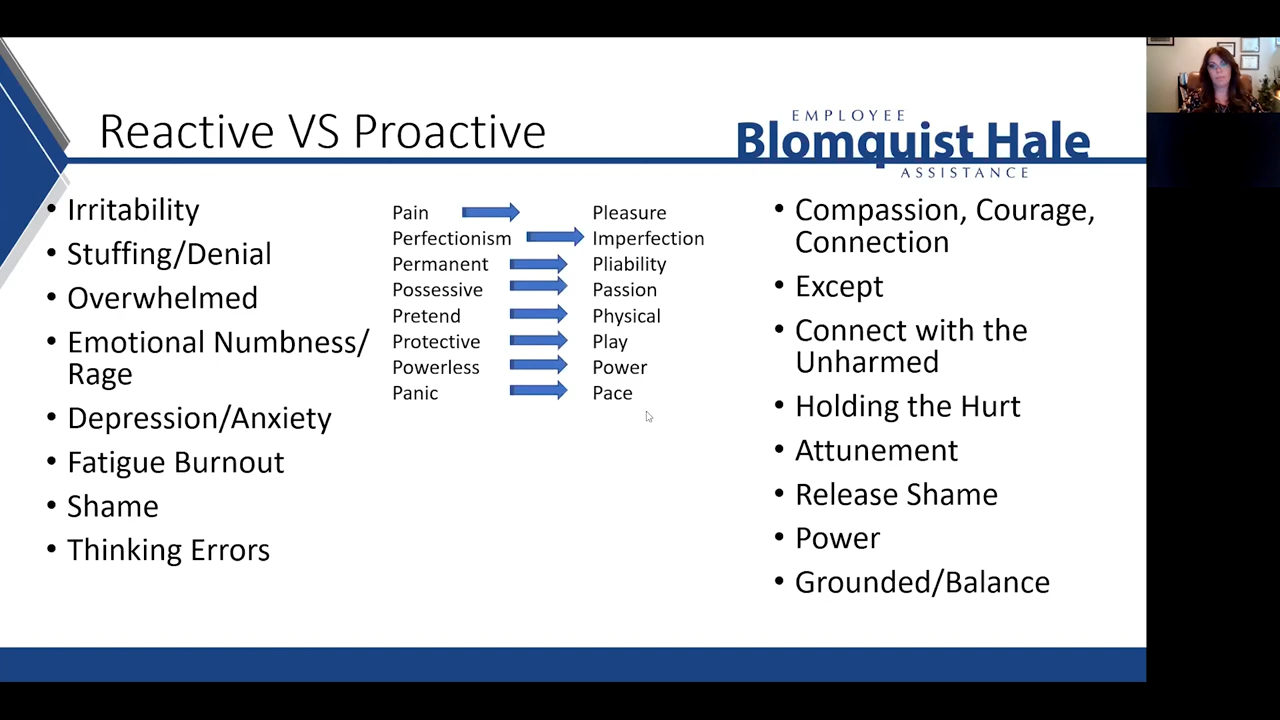 Reactive VS Proactive
EMPLOYEE
Blomquist Hale
ASSISTANCE
• Irritability
• Stuffing/Denial
• Overwhelmed
• Emotional Numbness/
Rage
• Depression/Anxiety
• Fatigue Burnout
• Shame
• Thinking Errors
Pain Pleasure
Perfectionism Imperfection
Permanent Pliability
Possessive Passion
Pretend Physical
Protective Play
Powerless Power
Panic Pace
• Compassion, Courage,
Connection
• Except
• Connect with the
Unharmed
• Holding the Hurt
• Attunement
• Release Shame
• Power
• Grounded/Balance